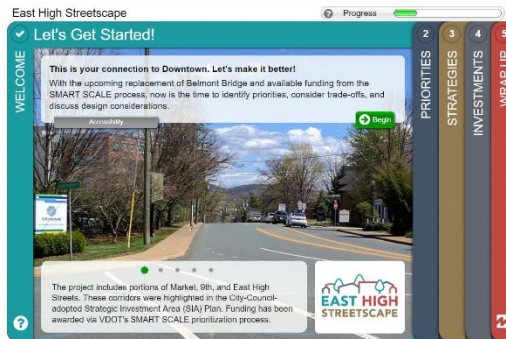 East High Streetscape
Progress
Let's Get Started!
WELCOME
This is your connection to Downtown. Let's make it better!
With the upcoming replacement of Belmont Bridge and available funding from the
SMART SCALE process, now is the time to identify priorities, consider trade-offs, and
discuss design considerations.
Accessibility
Begin
The project includes portions of Market, 9th, and East High
Streets. These corridors were highlighted in the City-Council-
adopted Strategic Investment Area (SIA) Plan. Funding has been
awarded via VDOT's SMART SCALE prioritization process.
EAST HIGH
STREETSCAPE
2
PRIORITIES
3
STRATEGIES
4
INVESTMENTS
5
WRAP UP